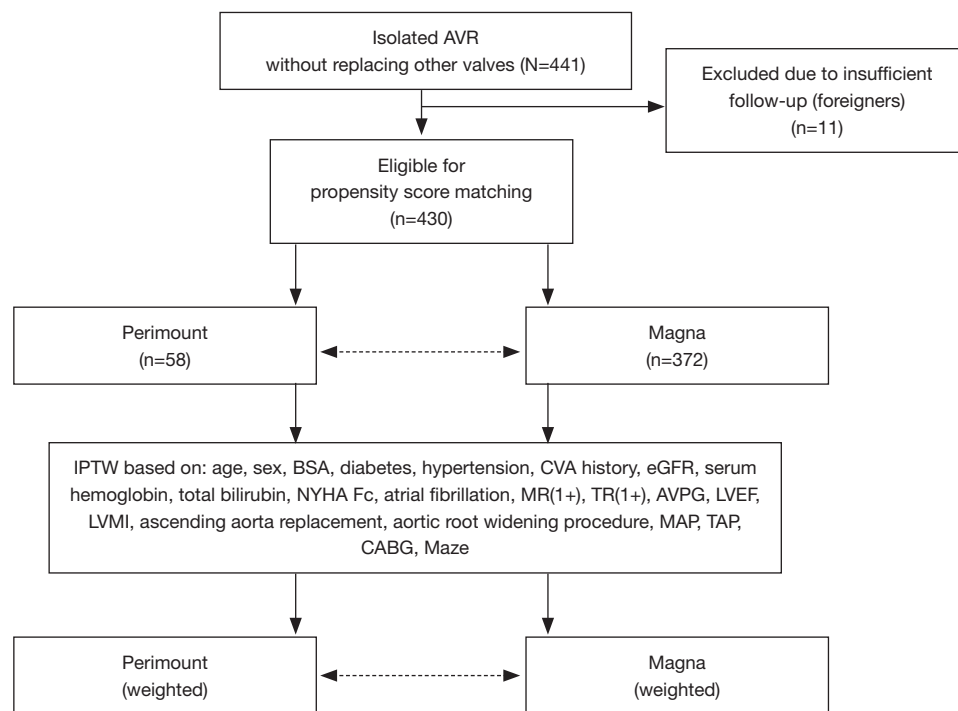 Isolated AVR
without replacing other valves (N=441)
Excluded due to insufficient
follow-up (foreigners)
(n=11)
Eligible for
propensity score matching
(n=430)
Perimount
(n=58)
Magna
(n=372)
IPTW based on: age, sex, BSA, diabetes, hypertension, CVA history, eGFR, serum
hemoglobin, total bilirubin, NYHA Fc, atrial fibrillation, MR(1+), TR(1+), AVPG, LVEF,
LVMI, ascending aorta replacement, aortic root widening procedure, MAP, TAP,
CABG, Maze
Perimount
(weighted)
Magna
(weighted)